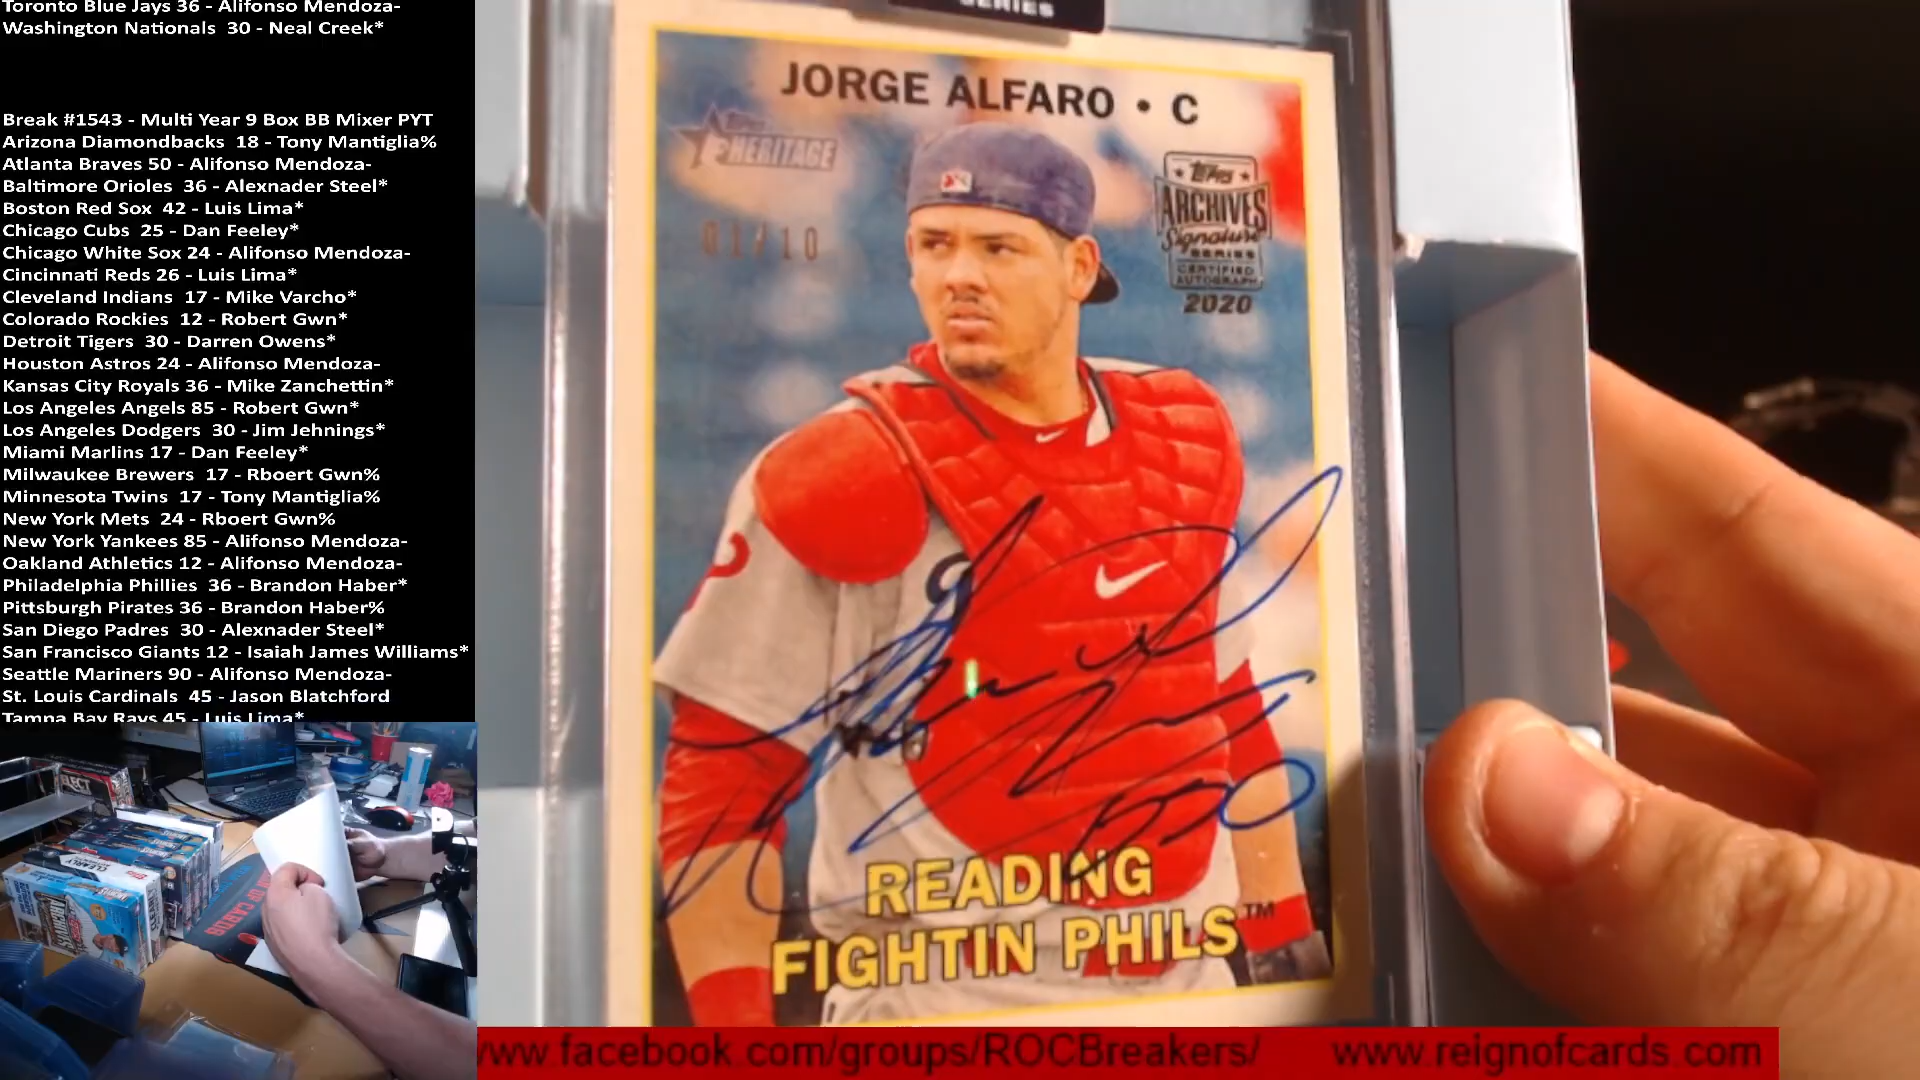 Toronto Blue Jays 36 - Alifonso Mendoza-
Washington Nationals 30 - Neal Creek*
Break #1543 - Multi Year 9 Box BB Mixer PYT
Arizona Diamondbacks 18 - Tony Mantiglia%
Atlanta Braves 50 - Alifonso Mendoza-
Baltimore Orioles 36 - Alexnader Steel*
Boston Red Sox 42 - Luis Lima*
Chicago Cubs 25 - Dan Feeley*
Chicago White Sox 24 - Alifonso Mendoza-
Cincinnati Reds 26 - Luis Lima*
Cleveland Indians 17 - Mike Varcho*
Colorado Rockies 12 - Robert Gwn*
Detroit Tigers 30 - Darren Owens*
Houston Astros 24 - Alifonso Mendoza-
Kansas City Royals 36 - Mike Zanchettin*
Los Angeles Angels 85 - Robert Gwn*
Los Angeles Dodgers 30 - Jim Jehnings*
Miami Marlins 17 - Dan Feeley*
Milwaukee Brewers 17 - Rboert Gwn%
Minnesota Twins 17 - Tony Mantiglia%
New York Mets 24 - Rboert Gwn%
New York Yankees 85 - Alifonso Mendoza-
Oakland Athletics 12 - Alifonso Mendoza-
Philadelphia Phillies 36 - Brandon Haber*
Pittsburgh Pirates 36 - Brandon Haber%
San Diego Padres 30 - Alexnader Steel*
San Francisco Giants 12 - Isaiah James Williams*
Seattle Mariners 90 - Alifonso Mendoza-
St. Louis Cardinals 45 - Jason Blatchford
Tampa Bay Rays 45 - Luis Lima*
SERIES
JORGE ALFARO • C
HERITAGE
01/10
TOPPS
ARCHIVES
Signature
SERIES
CERTIFIED
AUTOGRAPH
2020
READING
FIGHTIN PHILS™
ww.facebook.com/groups/ROCBreakers/ www.reignofcards.com